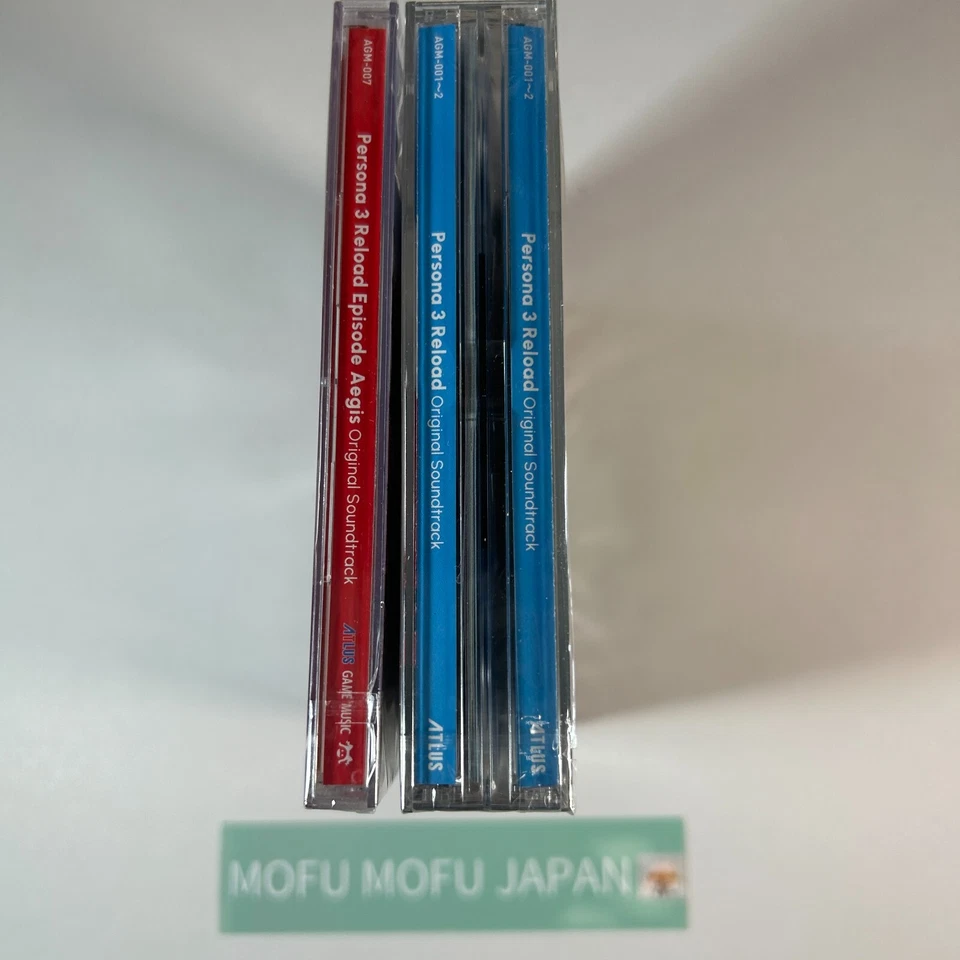 AGM-007
Persona 3 Reload Episode Aegis Original Soundtrack
ATLUS GAME MUSIC
AGM-001~2
Persona 3 Reload Original Soundtrack
ATLUS
AGM-001~2
Persona 3 Reload Original Soundtrack
ATLUS
MOFU MOFU JAPAN